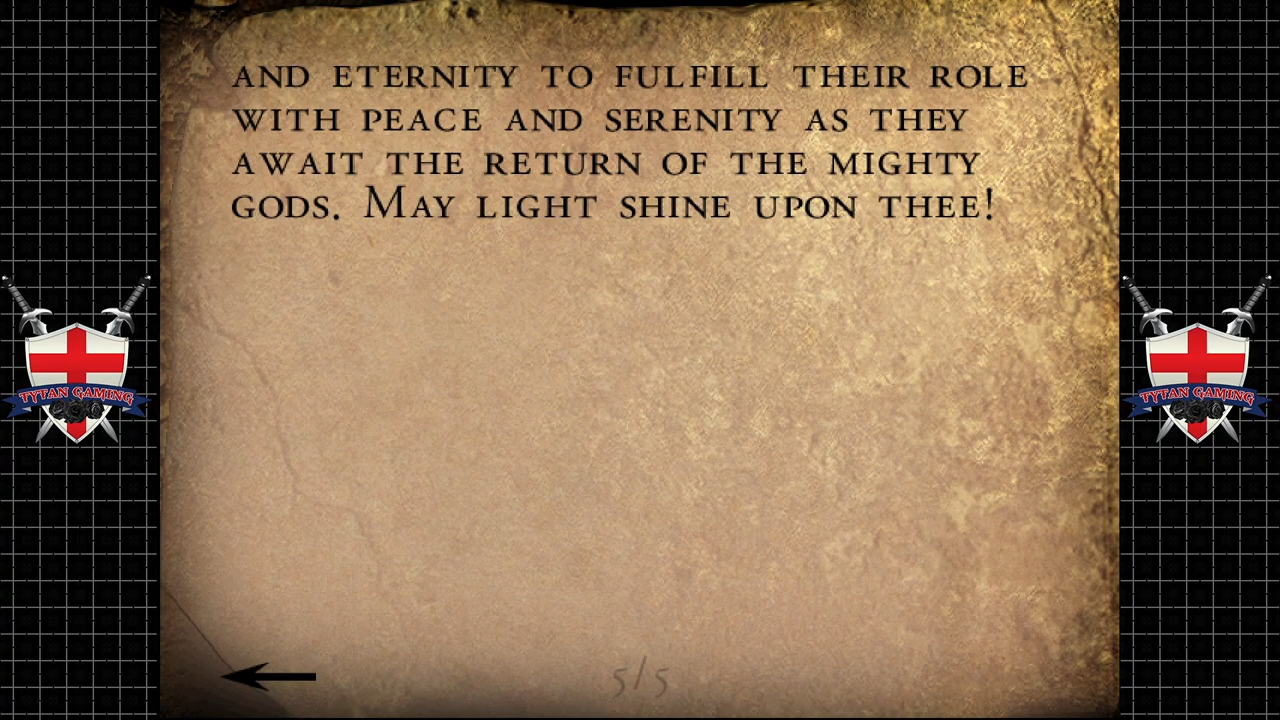 AND ETERNITY TO FULFILL THEIR ROLE
WITH PEACE AND SERENITY AS THEY
AWAIT THE RETURN OF THE MIGHTY
GODS. MAY LIGHT SHINE UPON THEE!
TYTAN GAMING
TYTAN GAMING
5/5